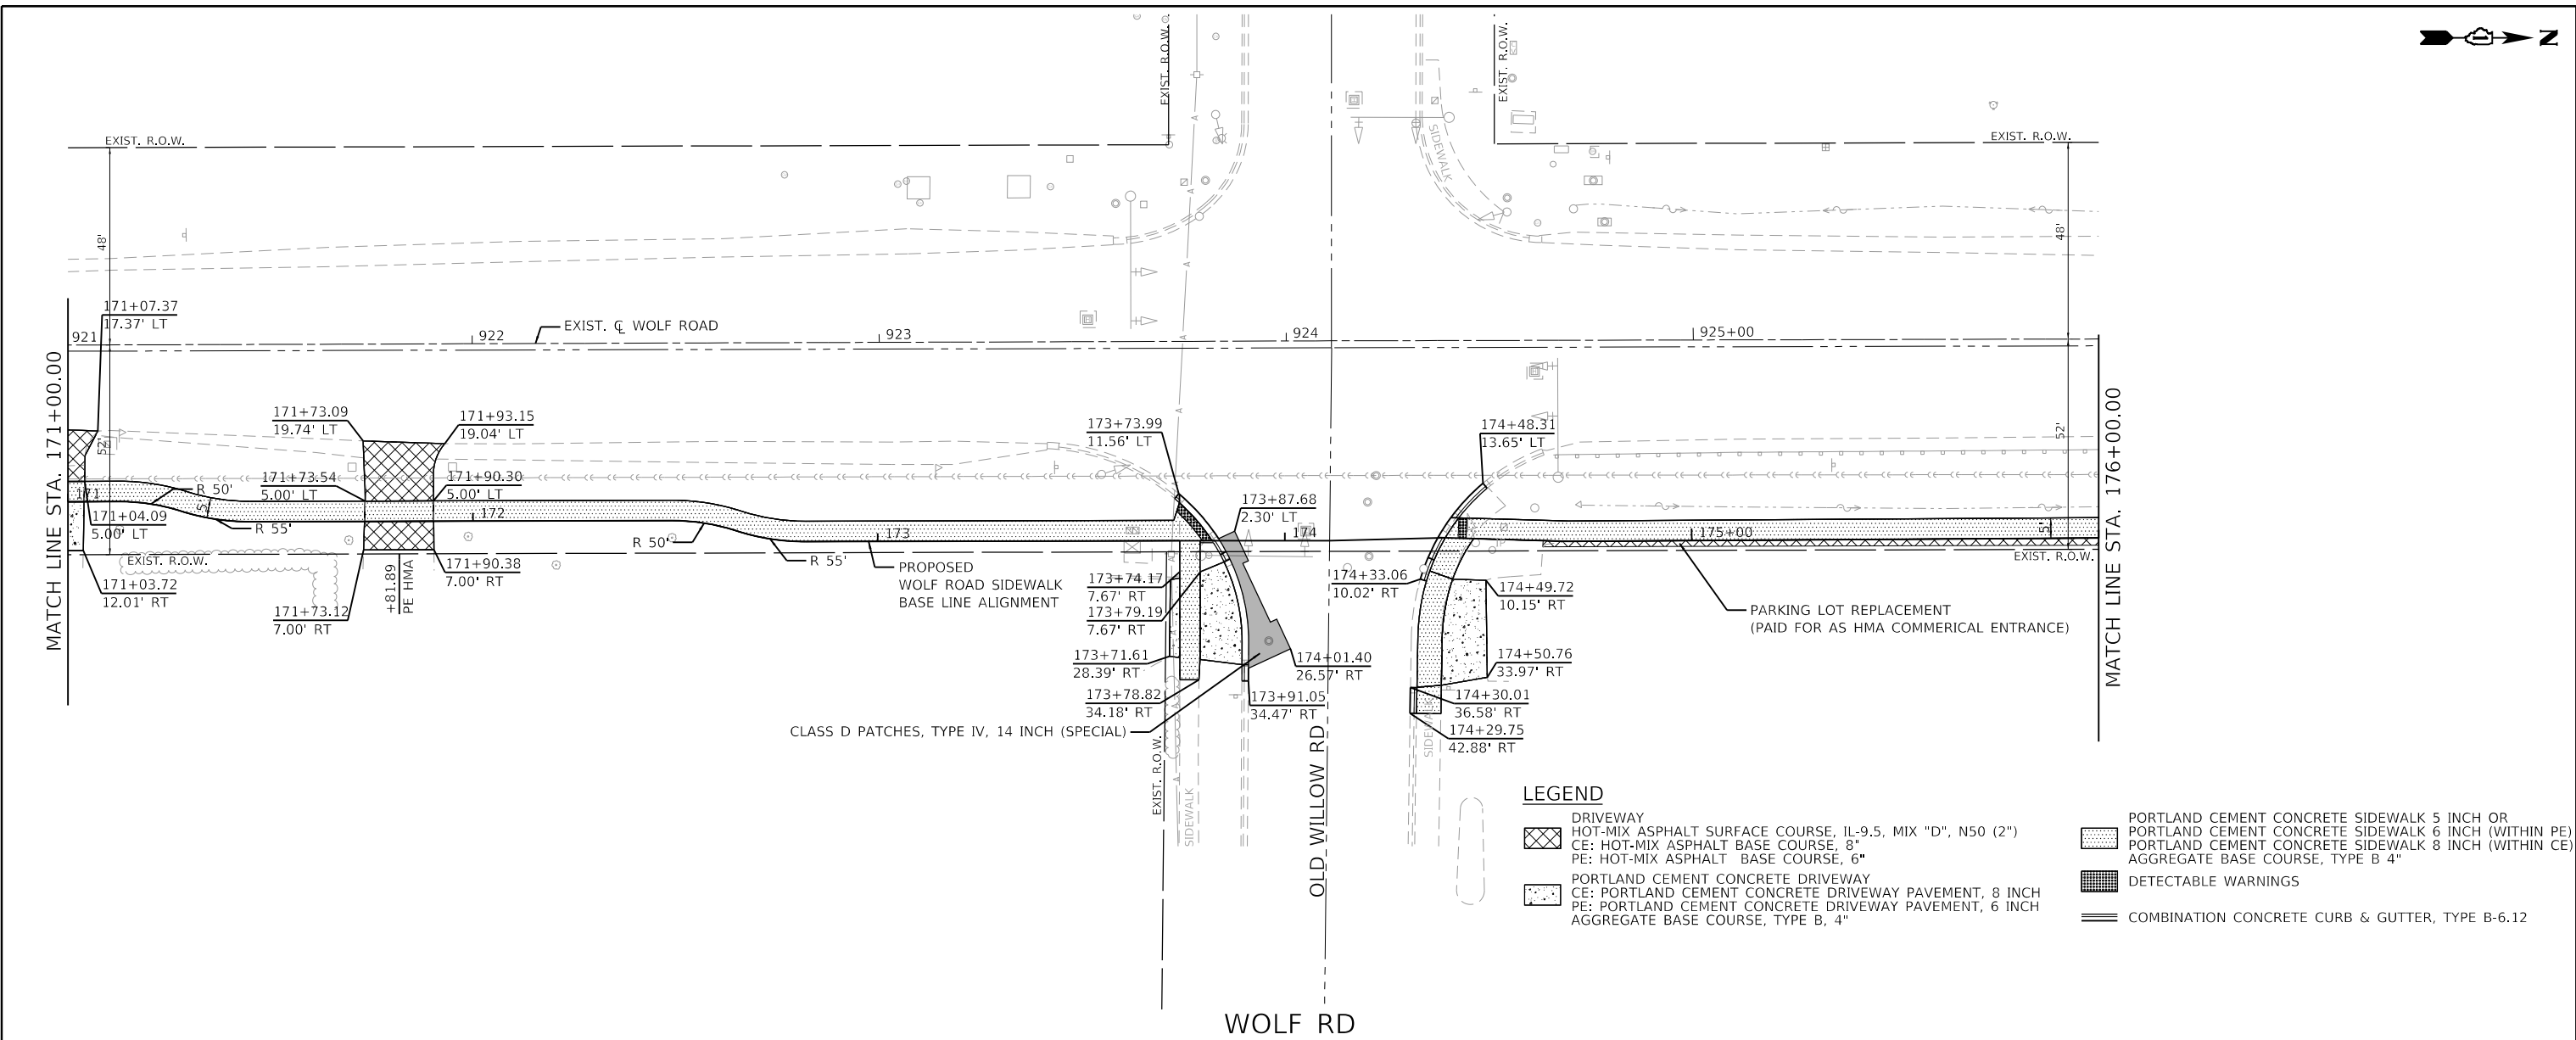 N
EXIST. R.O.W.
EXIST. R.O.W.
EXIST. R.O.W.
EXIST. R.O.W.
SIDEWALK
48'
48'
A
A
A
A
A
A
A
171+07.37
17.37' LT
921
922
EXIST. ℄ WOLF ROAD
923
924
925+00
MATCH LINE STA. 171+00.00
MATCH LINE STA. 176+00.00
52'
52'
171+73.09
19.74' LT
171+93.15
19.04' LT
173+73.99
11.56' LT
174+48.31
13.65' LT
171
R 50'
5'
171+73.54
5.00' LT
171+90.30
5.00' LT
173+87.68
2.30' LT
171+04.09
5.00' LT
R 55'
172
R 50'
173
174
175+00
5'
EXIST. R.O.W.
EXIST. R.O.W.
R 55'
171+03.72
12.01' RT
171+73.12
7.00' RT
+81.89
PE HMA
171+90.38
7.00' RT
PROPOSED
WOLF ROAD SIDEWALK
BASE LINE ALIGNMENT
173+74.17
7.67' RT
173+79.19
7.67' RT
174+33.06
10.02' RT
174+49.72
10.15' RT
PARKING LOT REPLACEMENT
(PAID FOR AS HMA COMMERICAL ENTRANCE)
173+71.61
28.39' RT
174+01.40
26.57' RT
174+50.76
33.97' RT
173+78.82
34.18' RT
173+91.05
34.47' RT
174+30.01
36.58' RT
CLASS D PATCHES, TYPE IV, 14 INCH (SPECIAL)
174+29.75
42.88' RT
EXIST. R.O.W.
SIDEWALK
OLD WILLOW RD
SIDEWALK
LEGEND
DRIVEWAY
HOT-MIX ASPHALT SURFACE COURSE, IL-9.5, MIX "D", N50 (2")
CE: HOT-MIX ASPHALT BASE COURSE, 8"
PE: HOT-MIX ASPHALT BASE COURSE, 6"
PORTLAND CEMENT CONCRETE DRIVEWAY
CE: PORTLAND CEMENT CONCRETE DRIVEWAY PAVEMENT, 8 INCH
PE: PORTLAND CEMENT CONCRETE DRIVEWAY PAVEMENT, 6 INCH
AGGREGATE BASE COURSE, TYPE B, 4"
PORTLAND CEMENT CONCRETE SIDEWALK 5 INCH OR
PORTLAND CEMENT CONCRETE SIDEWALK 6 INCH (WITHIN PE)
PORTLAND CEMENT CONCRETE SIDEWALK 8 INCH (WITHIN CE)
AGGREGATE BASE COURSE, TYPE B 4"
DETECTABLE WARNINGS
COMBINATION CONCRETE CURB & GUTTER, TYPE B-6.12
WOLF RD